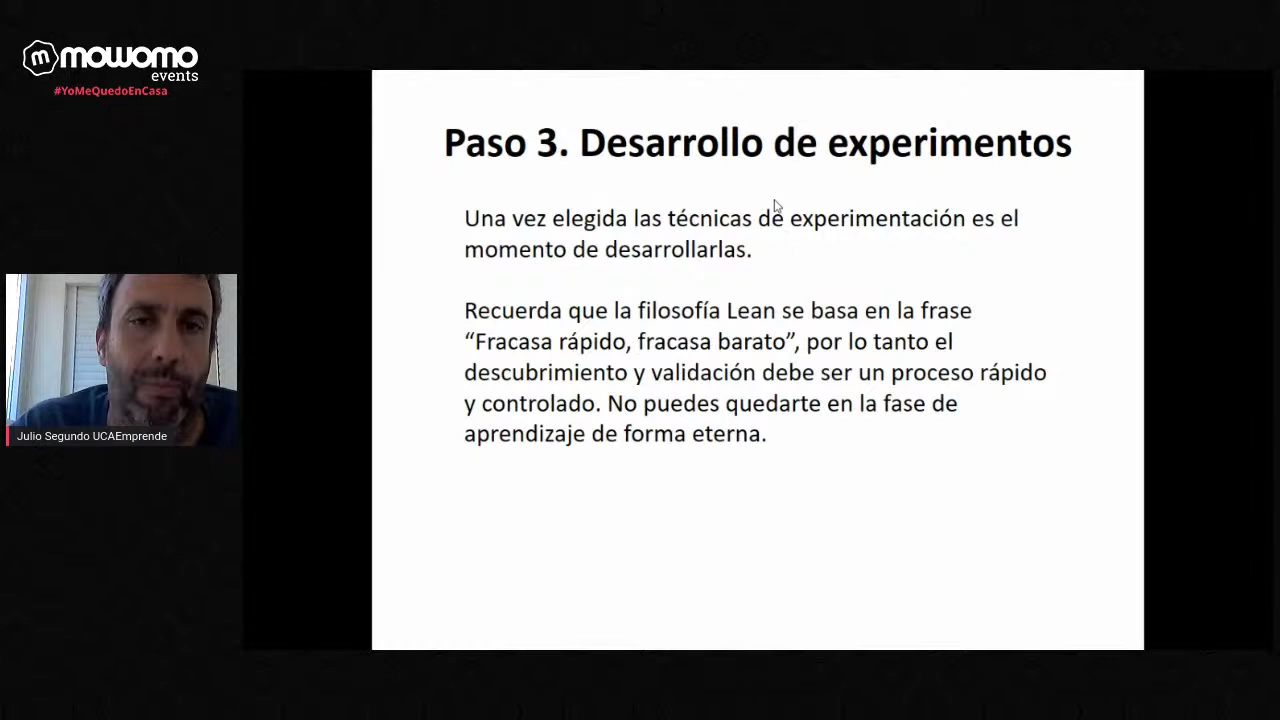 mowomo
events
#YoMeQuedoEnCasa
Paso 3. Desarrollo de experimentos
Una vez elegida las técnicas de experimentación es el
momento de desarrollarlas.
Recuerda que la filosofía Lean se basa en la frase
“Fracasa rápido, fracasa barato”, por lo tanto el
descubrimiento y validación debe ser un proceso rápido
y controlado. No puedes quedarte en la fase de
aprendizaje de forma eterna.
Julio Segundo UCAEmprende